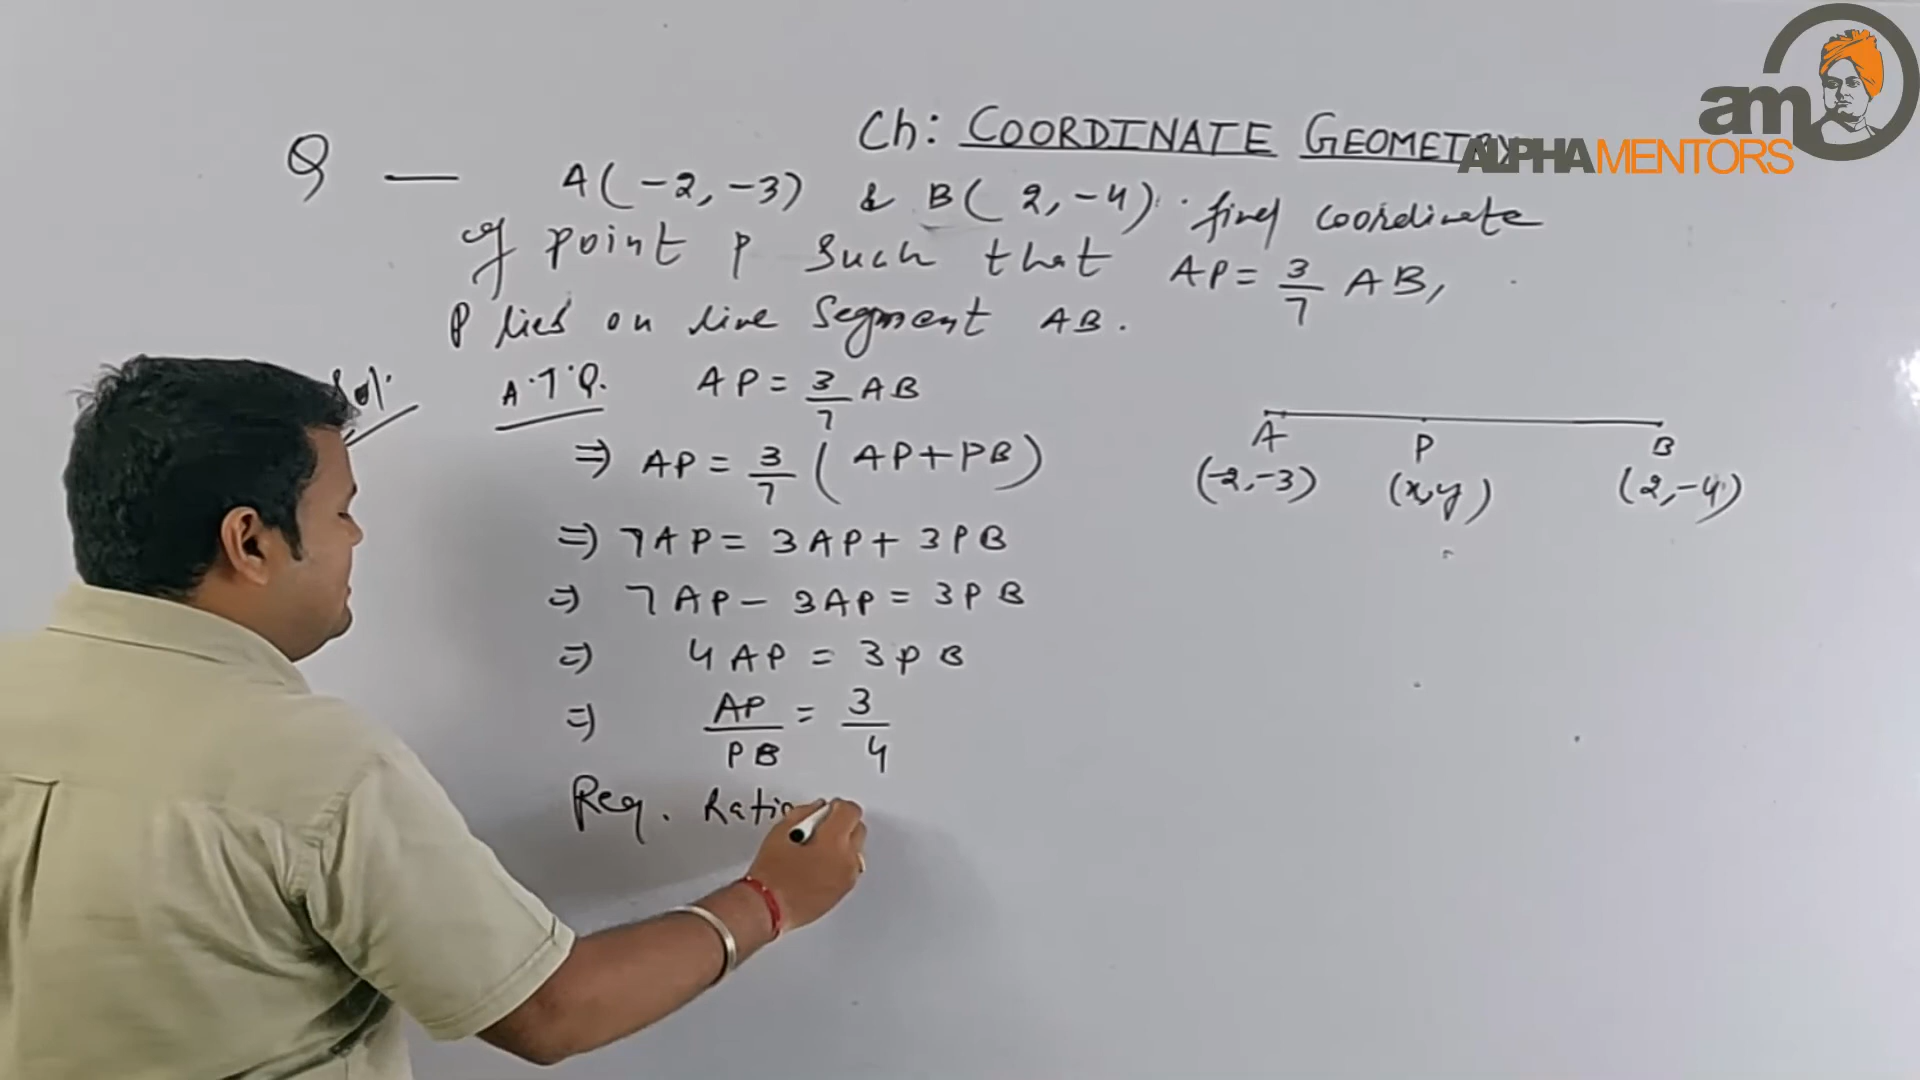 am
ALPHAMENTORS
Ch: COORDINATE GEOMETRY
Q — A(-2,-3) & B(2,-4). find coordinate
of point P such that AP = 3/7 AB,
P lies on line segment AB.
Sol. A.T.Q. AP = 3/7 AB
⇒ AP = 3/7 (AP+PB)
⇒ 7AP = 3AP + 3PB
⇒ 7AP - 3AP = 3PB
⇒ 4AP = 3PB
⇒ AP/PB = 3/4
Req. Ratio
A P B
(-2,-3) (x,y) (2,-4)